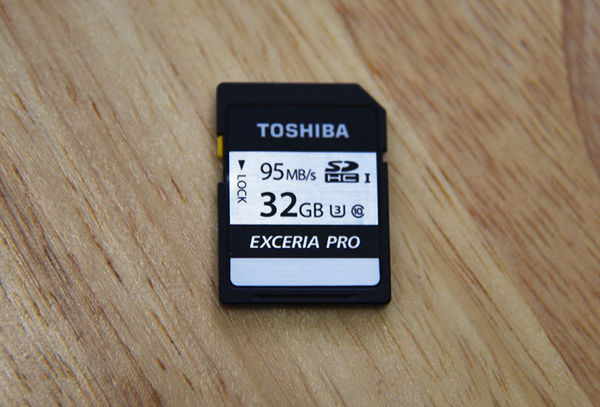 TOSHIBA
95MB/s SD HC I
LOCK
32GB U3 10
EXCERIA PRO